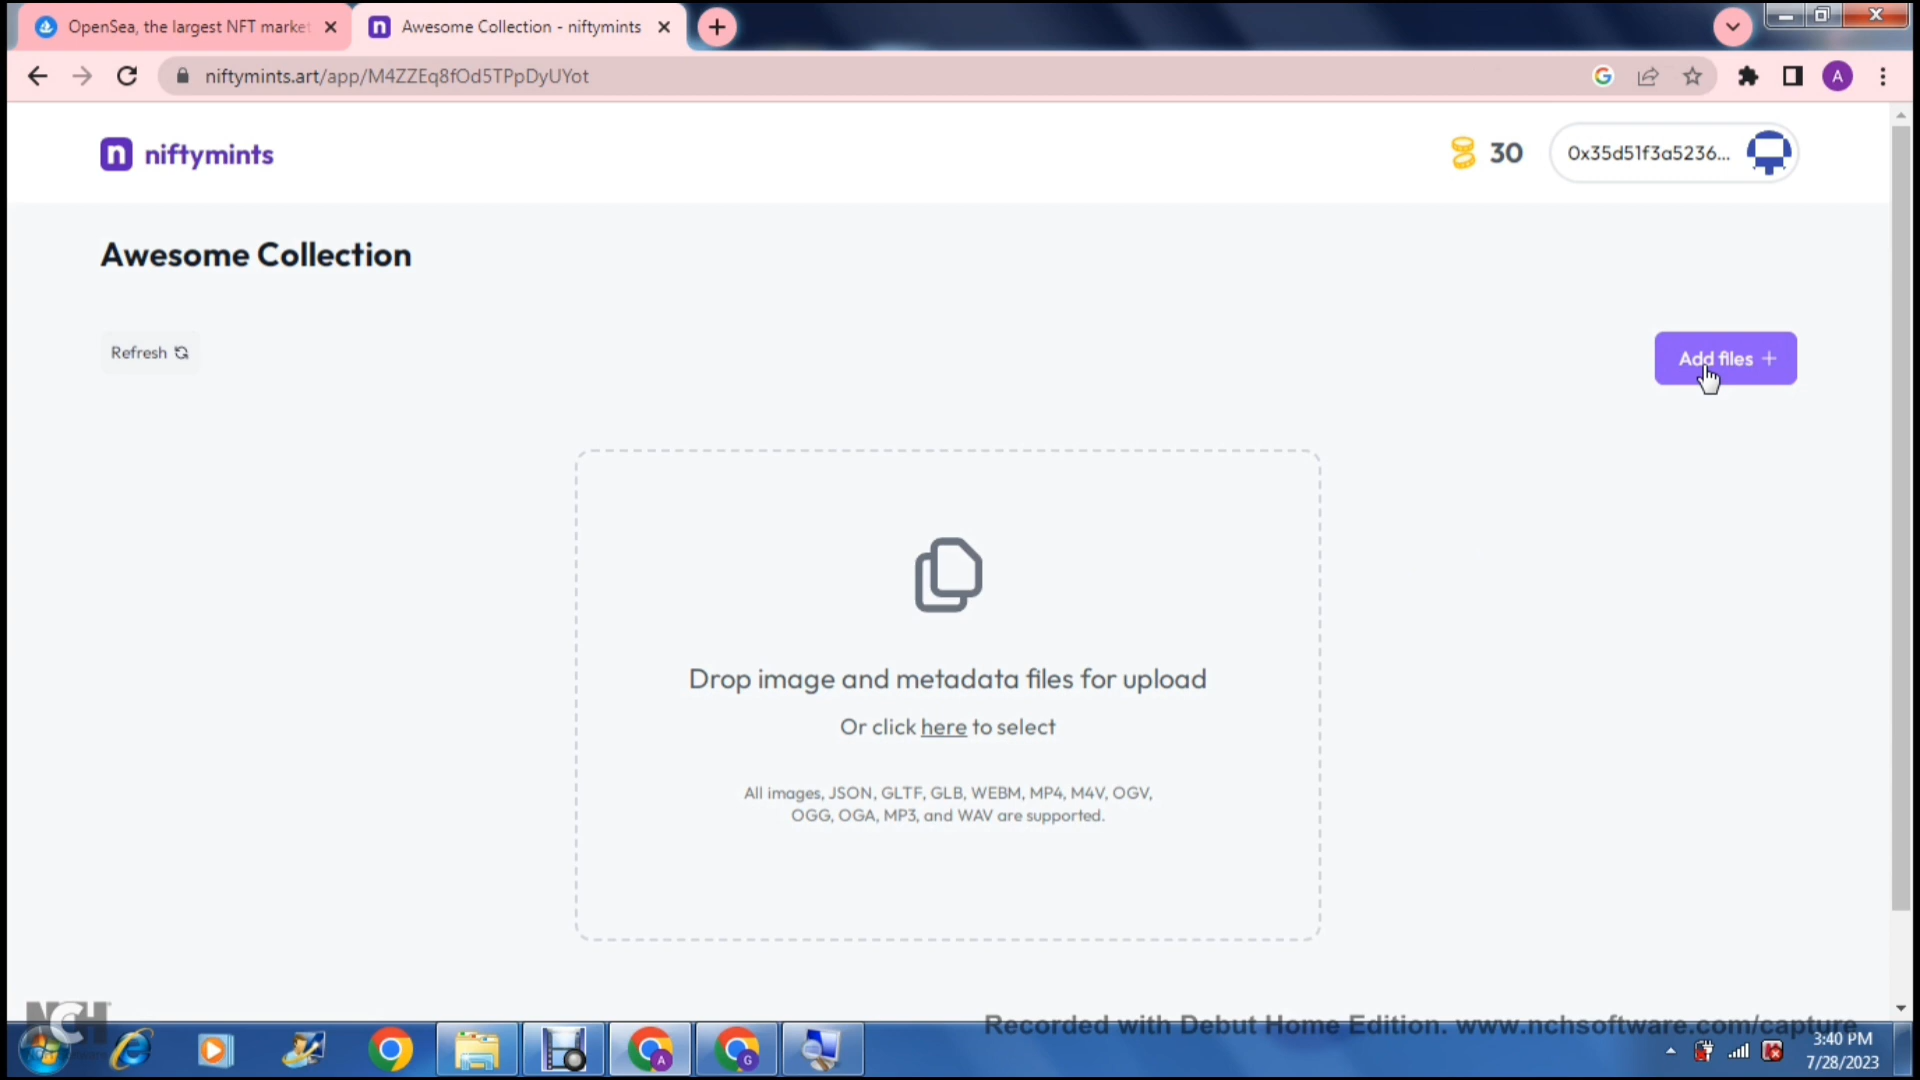 OpenSea, the largest NFT market
Awesome Collection - niftymints
niftymints.art/app/M4ZZEq8fOd5TPpDyUYot
A
n niftymints
30
0x35d51f3a5236...
Awesome Collection
Refresh
Add files +
Drop image and metadata files for upload
Or click here to select
All images, JSON, GLTF, GLB, WEBM, MP4, M4V, OGV,
OGG, OGA, MP3, and WAV are supported.
NCH
Recorded with Debut Home Edition. www.nchsoftware.com/capture
A
G
3:40 PM
7/28/2023